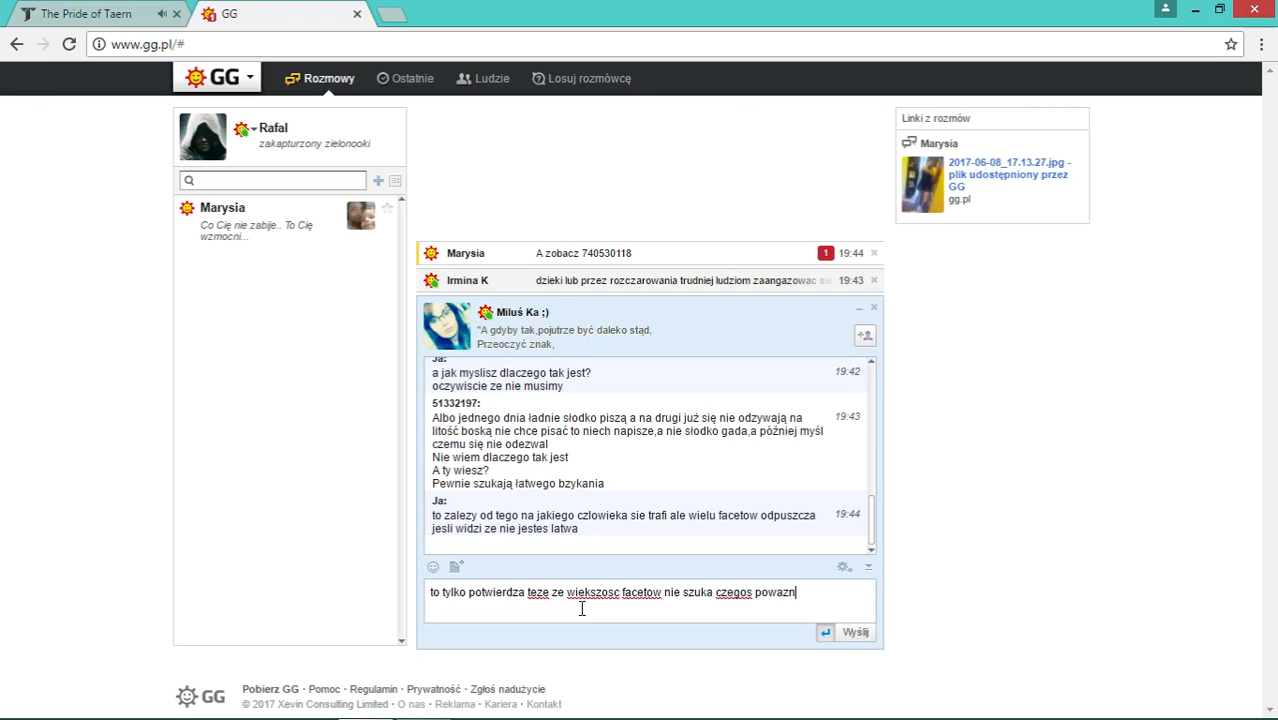 The Pride of Taern
GG
www.gg.pl/#
GG
Rozmowy
Ostatnie
Ludzie
Losuj rozmówcę
Rafal
zakapturzony zielonooki
Marysia
Co Cię nie zabije.. To Cię
wzmocni...
Marysia A zobacz 740530118 1 19:44
Irmina K dzieki lub przez rozczarowania trudniej ludziom zaangazowac 19:43
Miluś Ka ;)
"A gdyby tak,pojutrze być daleko stąd,
Przeoczyć znak,
Ja:
a jak myslisz dlaczego tak jest? 19:42
oczywiscie ze nie musimy
51332197:
Albo jednego dnia ładnie słodko piszą a na drugi już się nie odzywają na 19:43
litość boską nie chce pisać to niech napisze,a nie słodko gada,a później myśl
czemu się nie odezwal
Nie wiem dlaczego tak jest
A ty wiesz?
Pewnie szukają łatwego bzykania
Ja:
to zalezy od tego na jakiego czlowieka sie trafi ale wielu facetow odpuszcza 19:44
jesli widzi ze nie jestes latwa
to tylko potwierdza teze ze wiekszosc facetow nie szuka czegos powazn
Wyślij
Linki z rozmów
Marysia
2017-06-08_17.13.27.jpg -
plik udostępniony przez
GG
gg.pl
GG
Pobierz GG · Pomoc · Regulamin · Prywatność · Zgłoś nadużycie
© 2017 Xevin Consulting Limited · O nas · Reklama · Kariera · Kontakt